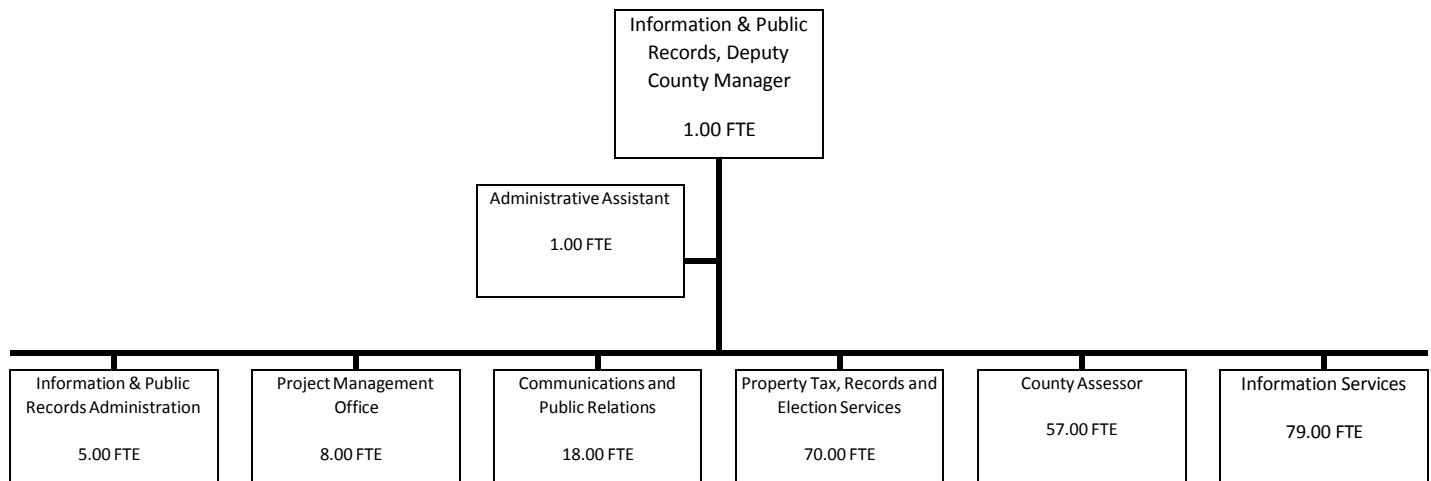 Information & Public
Records, Deputy
County Manager
1.00 FTE
Administrative Assistant
1.00 FTE
Information & Public
Records Administration
5.00 FTE
Project Management
Office
8.00 FTE
Communications and
Public Relations
18.00 FTE
Property Tax, Records and
Election Services
70.00 FTE
County Assessor
57.00 FTE
Information Services
79.00 FTE